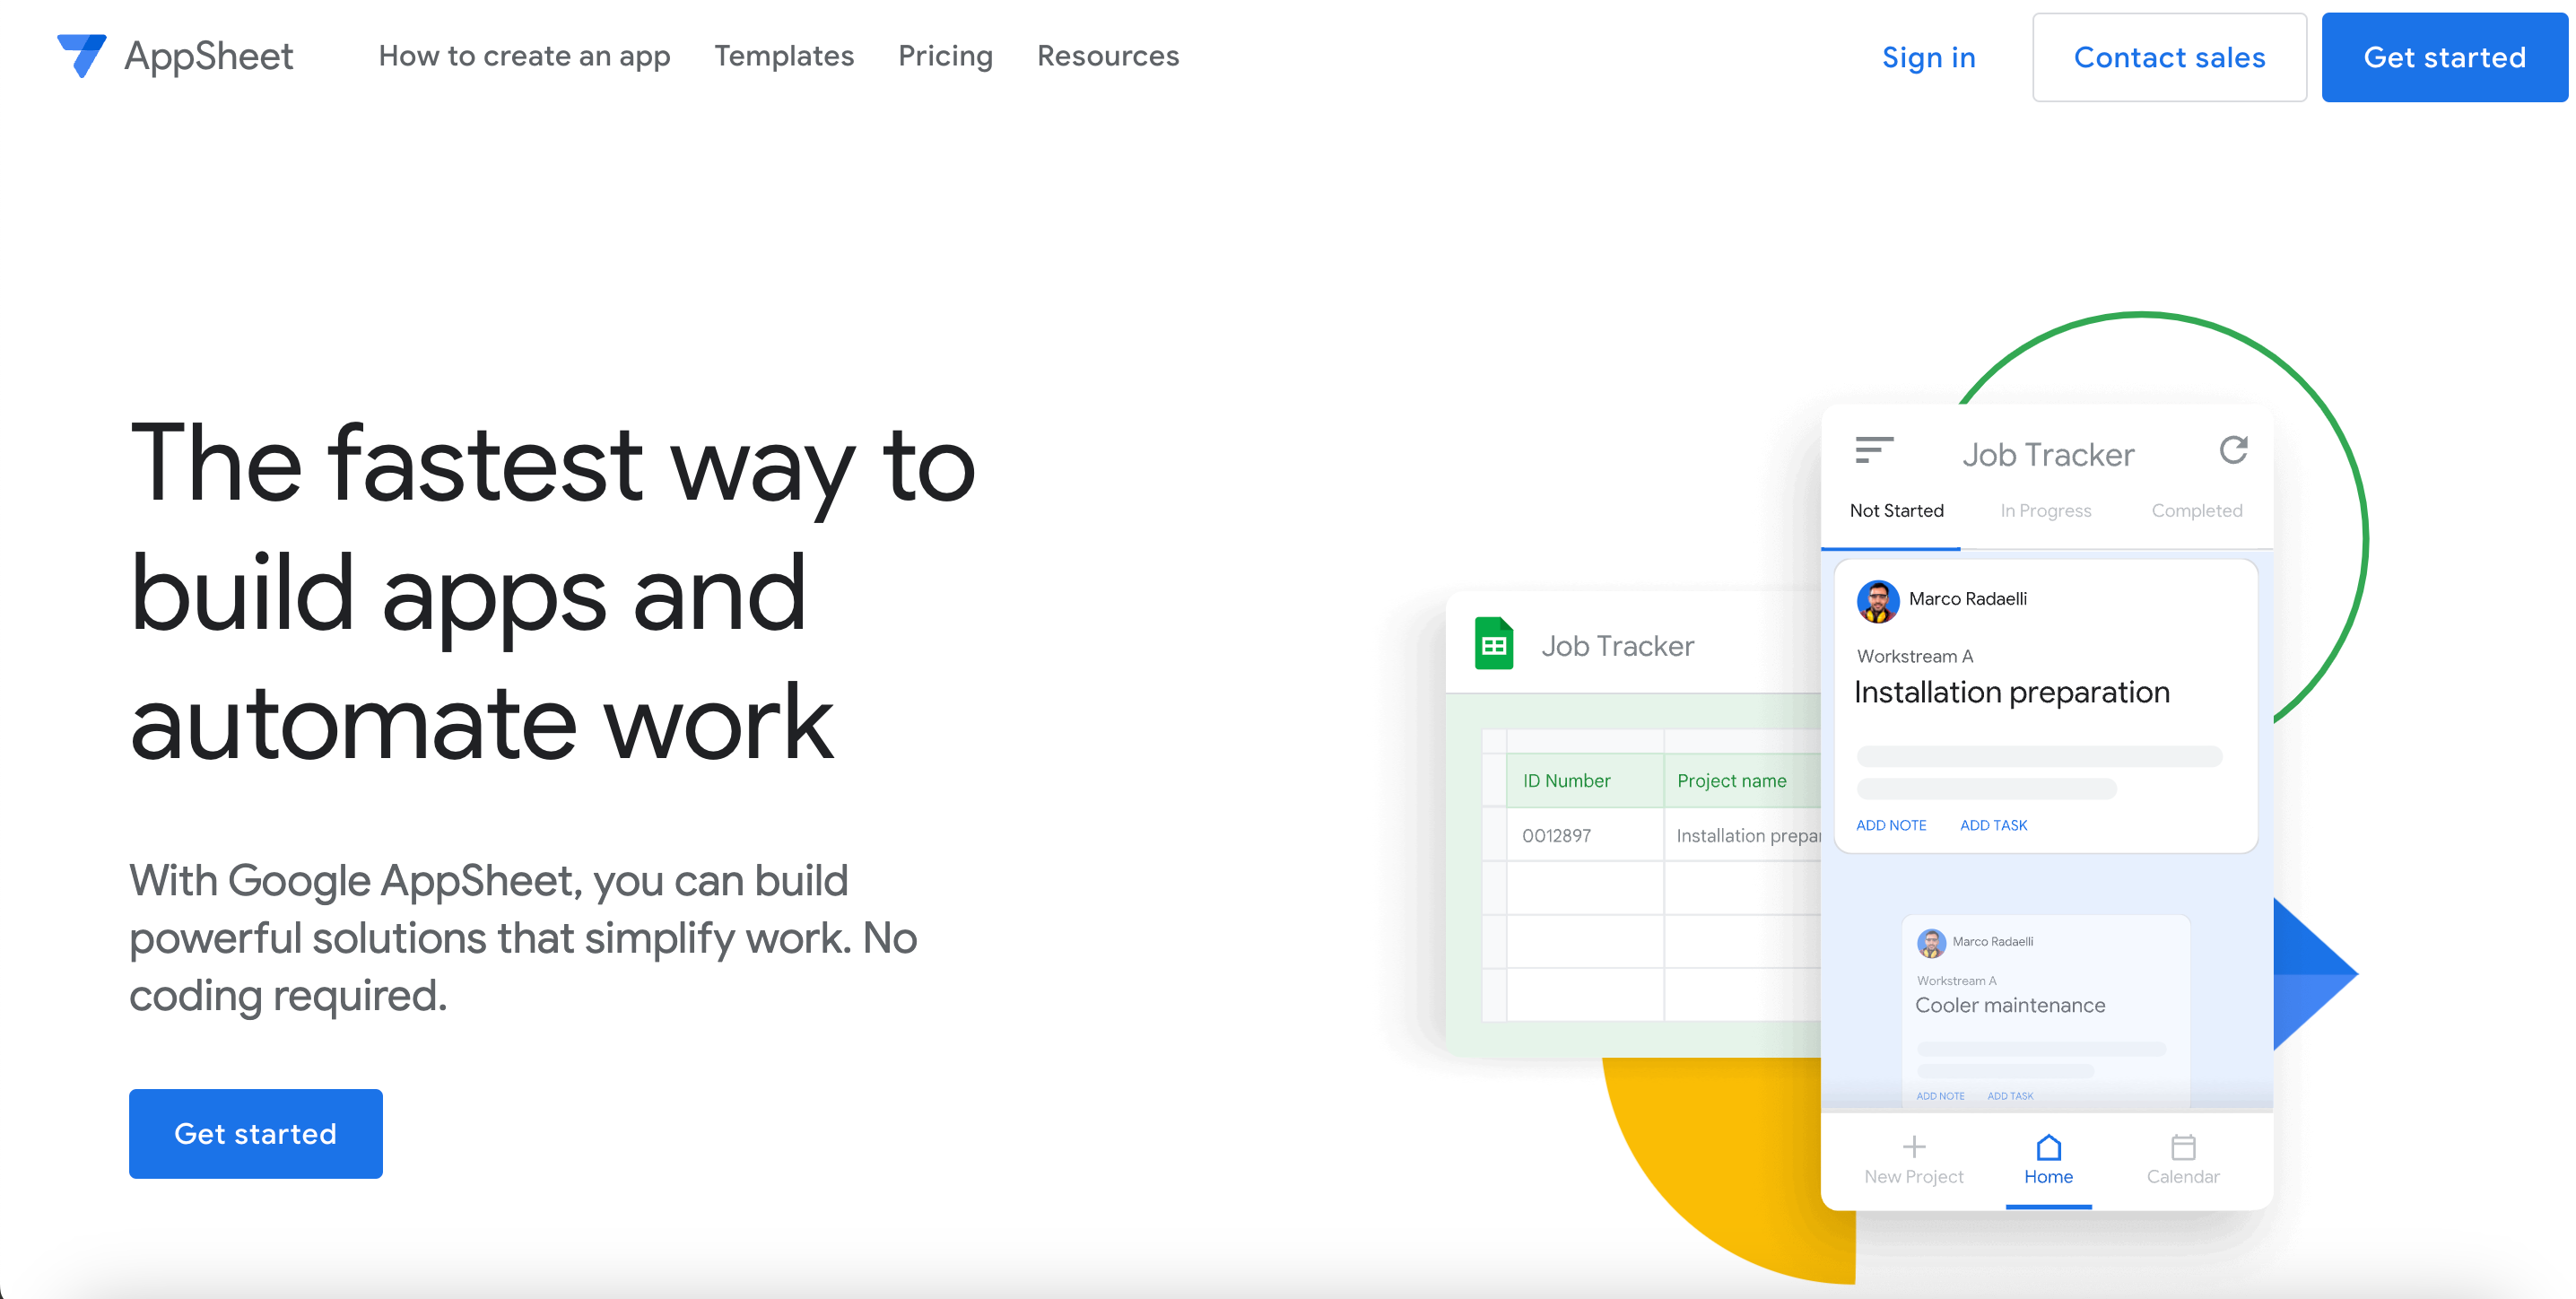 AppSheet
How to create an app
Templates
Pricing
Resources
Sign in
Contact sales
Get started
The fastest way to
build apps and
automate work
With Google AppSheet, you can build
powerful solutions that simplify work. No
coding required.
Get started
Job Tracker
ID Number
Project name
0012897
Installation prepar
Job Tracker
Not Started
In Progress
Completed
Marco Radaelli
Workstream A
Installation preparation
ADD NOTE
ADD TASK
Marco Radaelli
Workstream A
Cooler maintenance
ADD NOTE
ADD TASK
New Project
Home
Calendar